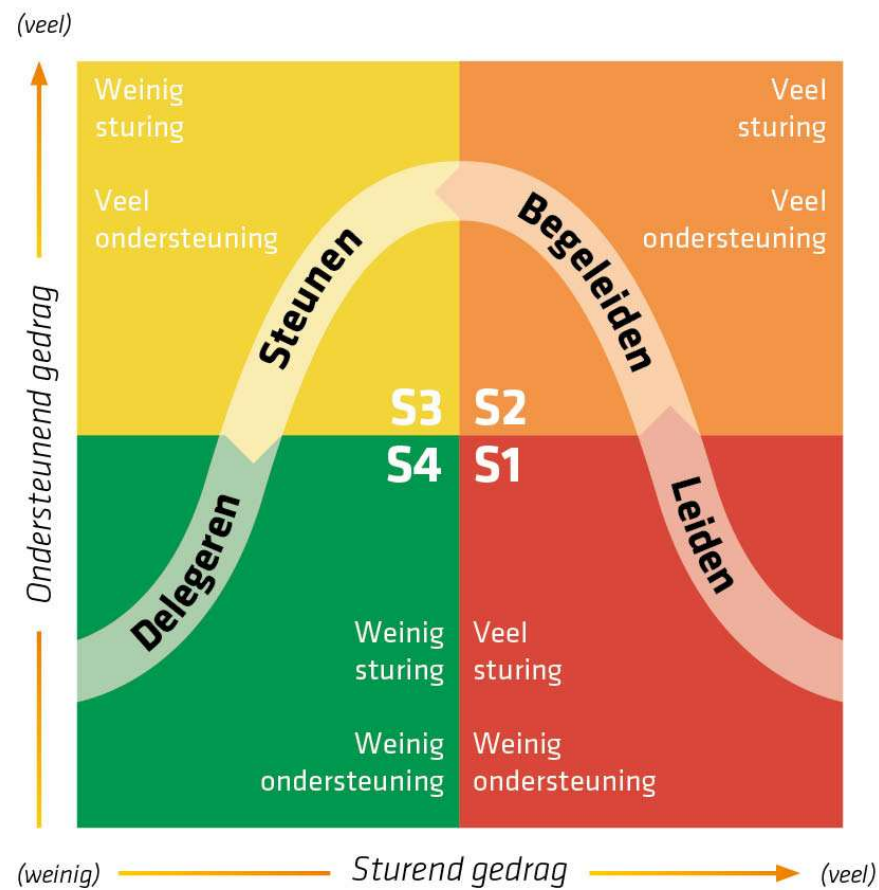 (veel)
Weinig
sturing
Veel
ondersteuning
Veel
sturing
Veel
ondersteuning
Steunen
Begeleiden
S3
S2
S4
S1
Delegeren
Leiden
Weinig
sturing
Weinig
ondersteuning
Veel
sturing
Weinig
ondersteuning
Ondersteunend gedrag
(weinig)
Sturend gedrag
(veel)